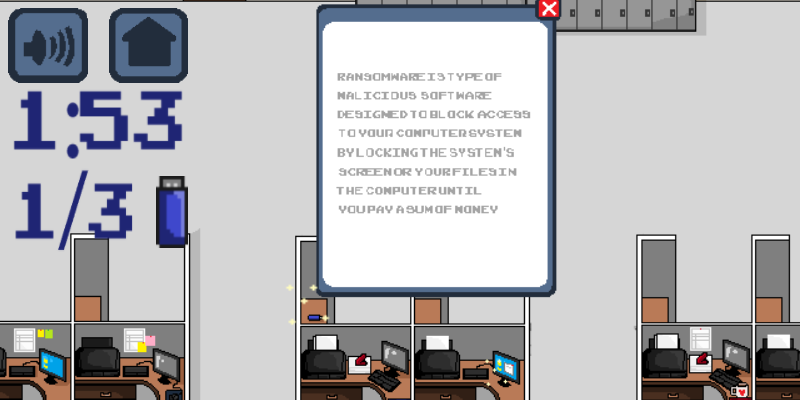 1:53
1/3
RANSOMWARE IS TYPE OF
MALICIOUS SOFTWARE
DESIGNED TO BLOCK ACCESS
TO YOUR COMPUTER SYSTEM
BY LOCKING THE SYSTEM'S
SCREEN OR YOUR FILES IN
THE COMPUTER UNTIL
YOU PAY A SUM OF MONEY